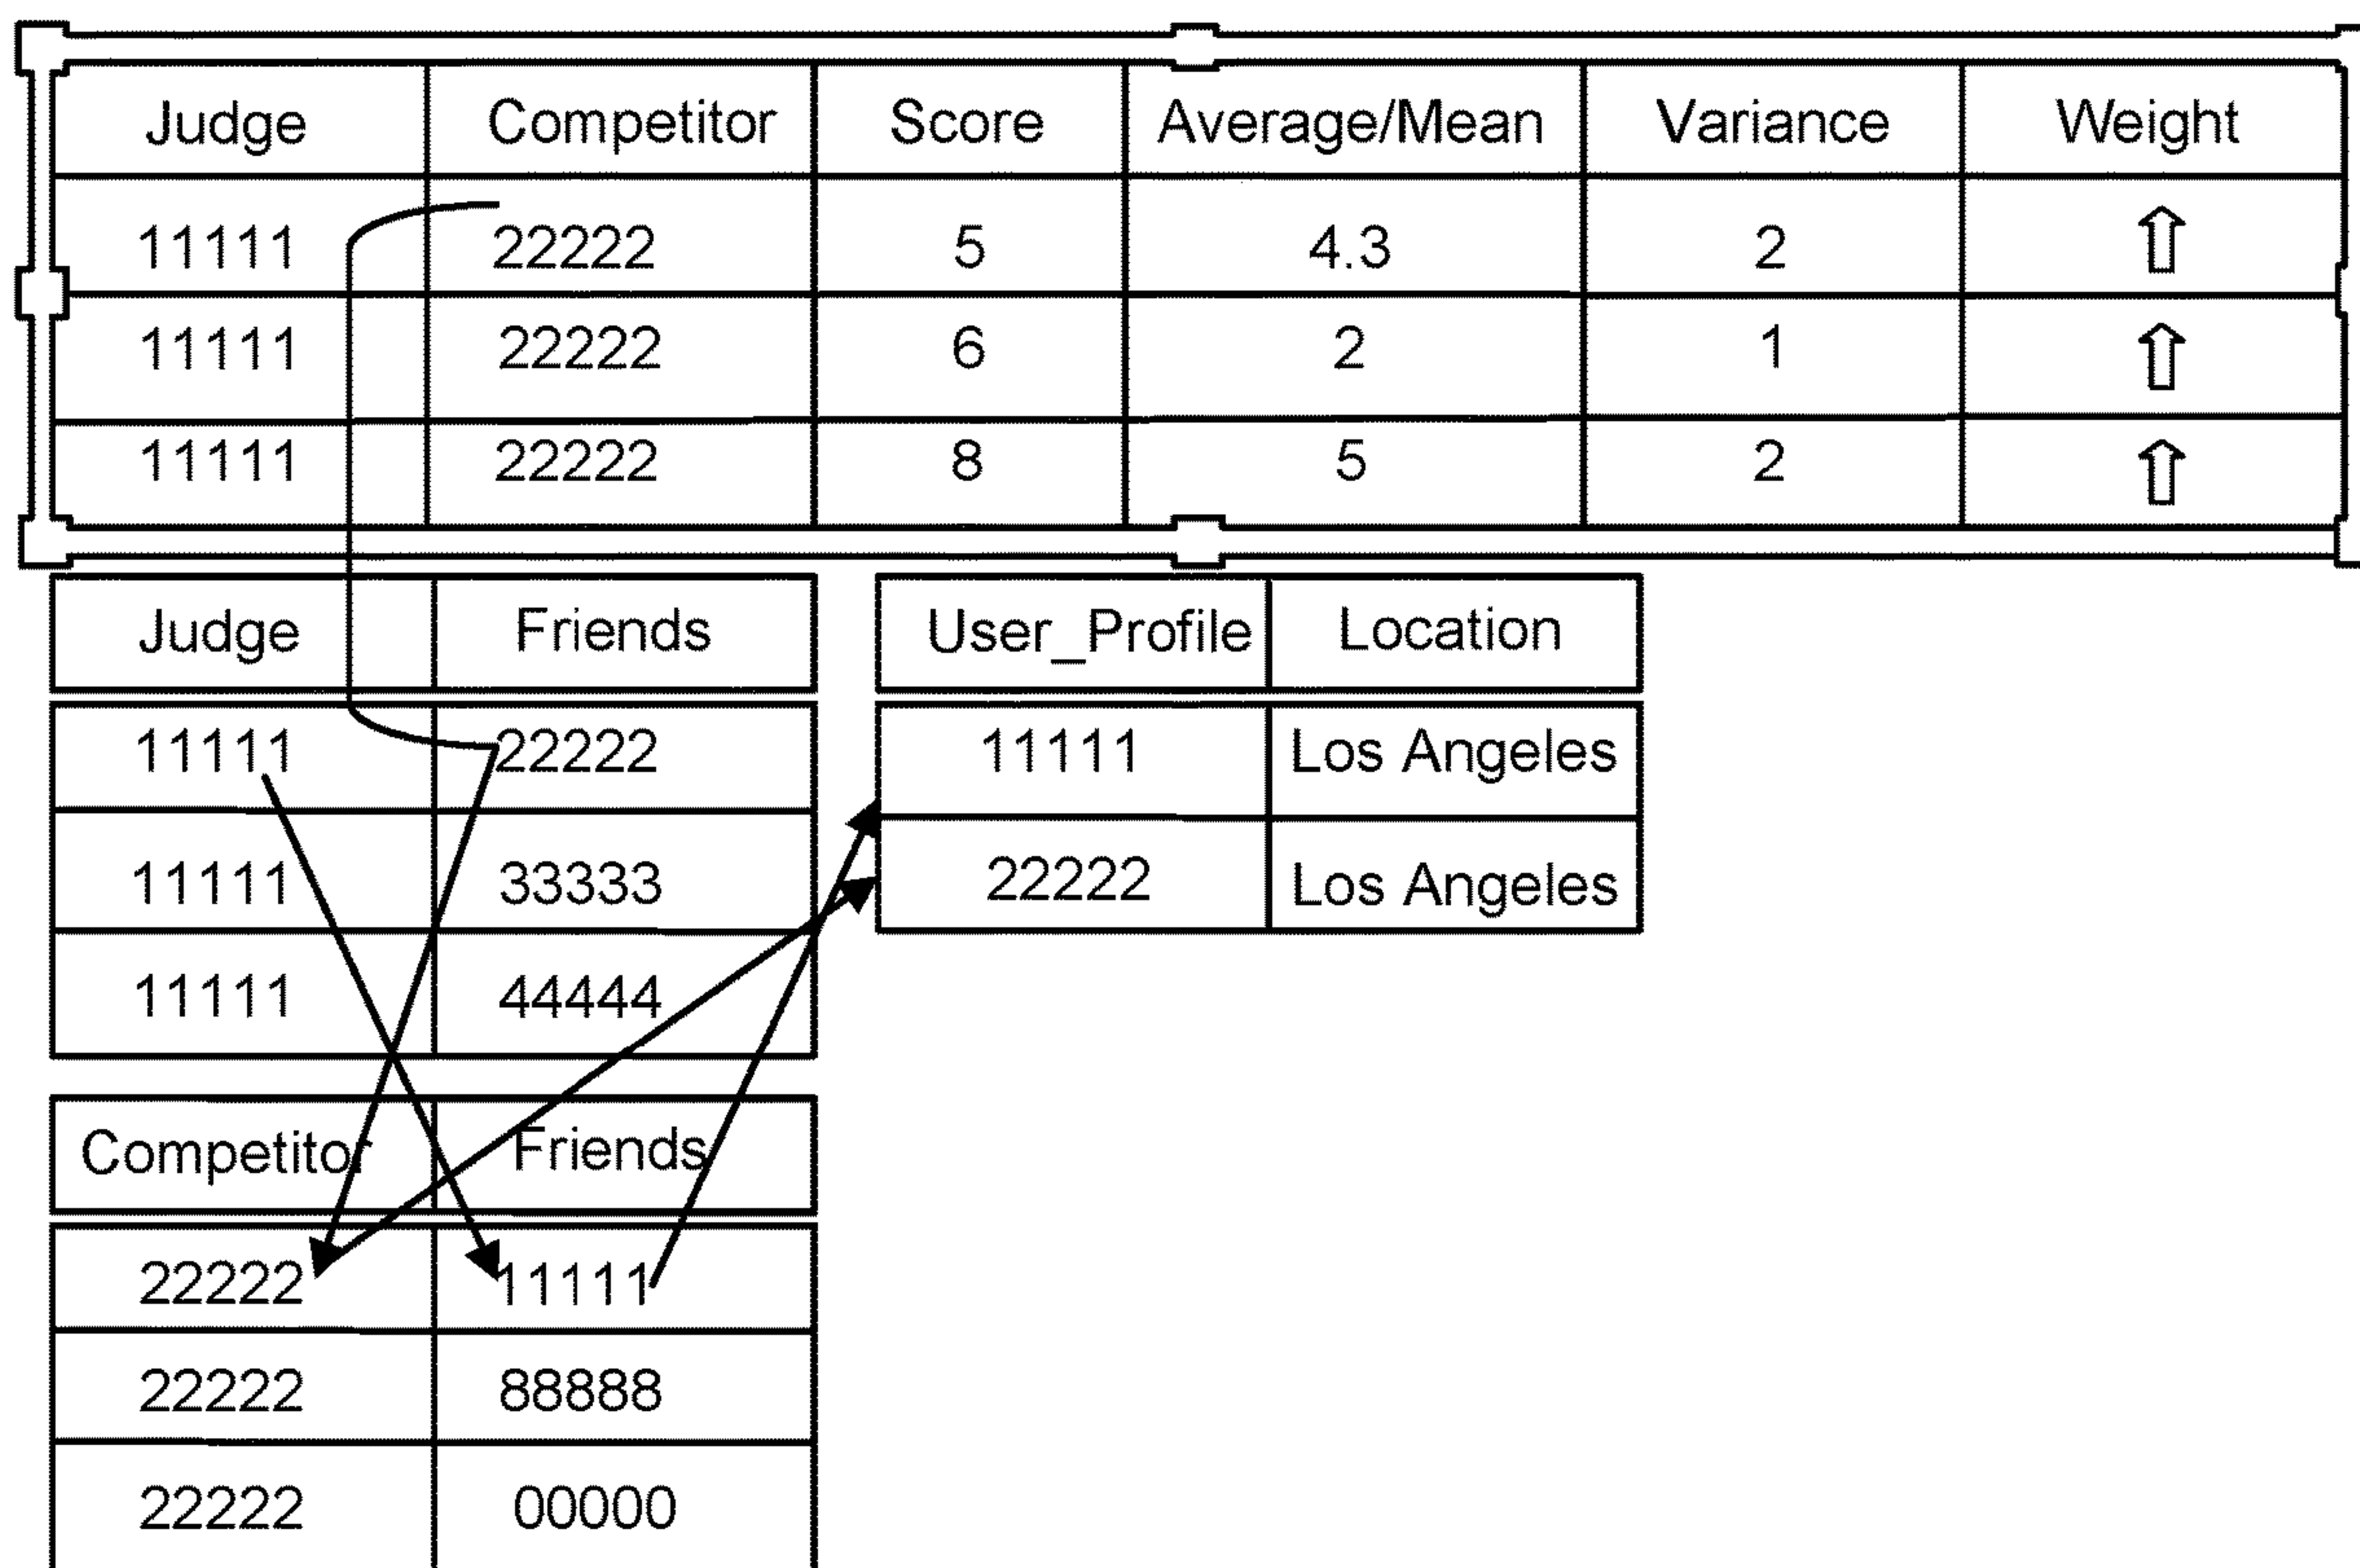 Judge Competitor Score Average/Mean Variance Weight
11111 22222 5 4.3 2 ⇧
11111 22222 6 2 1 ⇧
11111 22222 8 5 2 ⇧
Judge Friends User_Profile Location
11111 22222 11111 Los Angeles
11111 33333 22222 Los Angeles
11111 44444
Competitor Friends
22222 11111
22222 88888
22222 00000